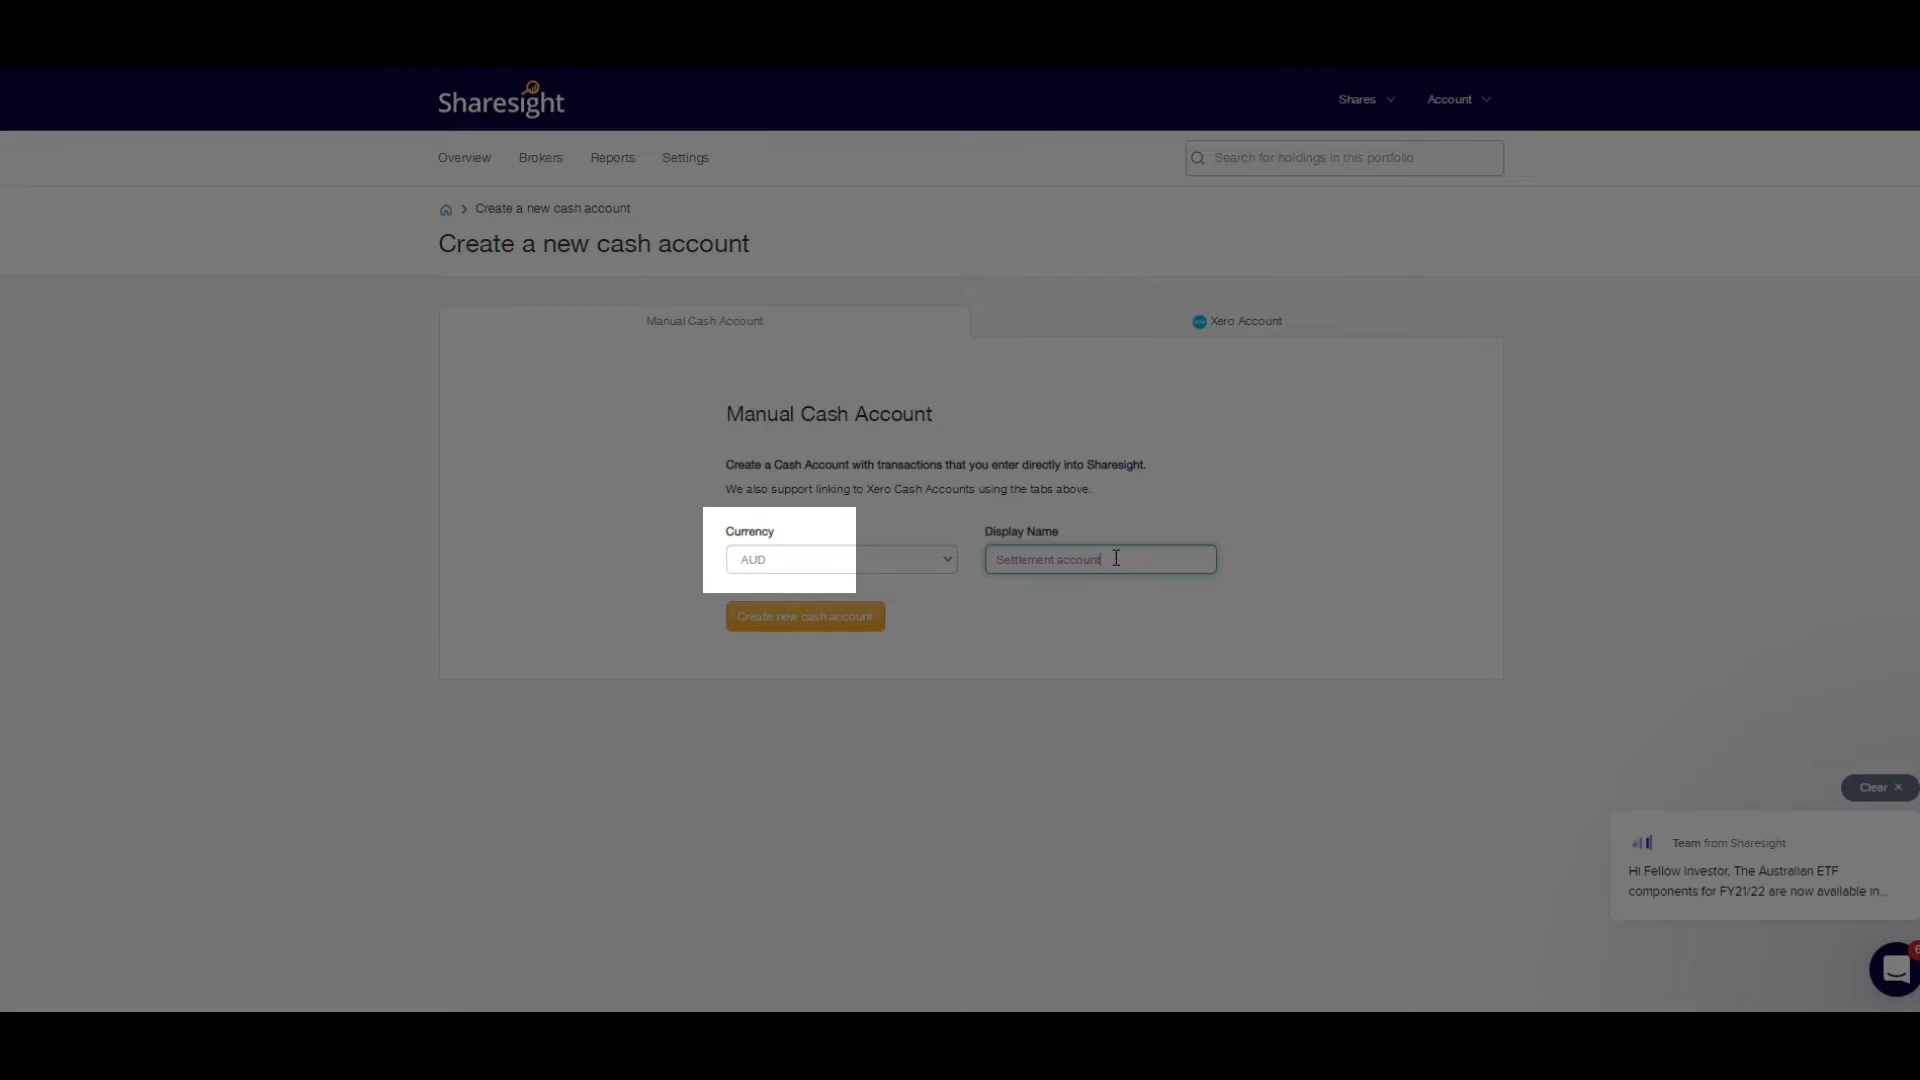 Sharesight
Shares
Account
Overview
Brokers
Reports
Settings
Search for holdings in this portfolio
Create a new cash account
Create a new cash account
Manual Cash Account
Xero Account
Manual Cash Account
Create a Cash Account with transactions that you enter directly into Sharesight.
We also support linking to Xero Cash Accounts using the tabs above.
Currency
Display Name
AUD
Settlement account
Create new cash account
Clear ×
Team from Sharesight
Hi Fellow Investor, The Australian ETF
components for FY21/22 are now available in...